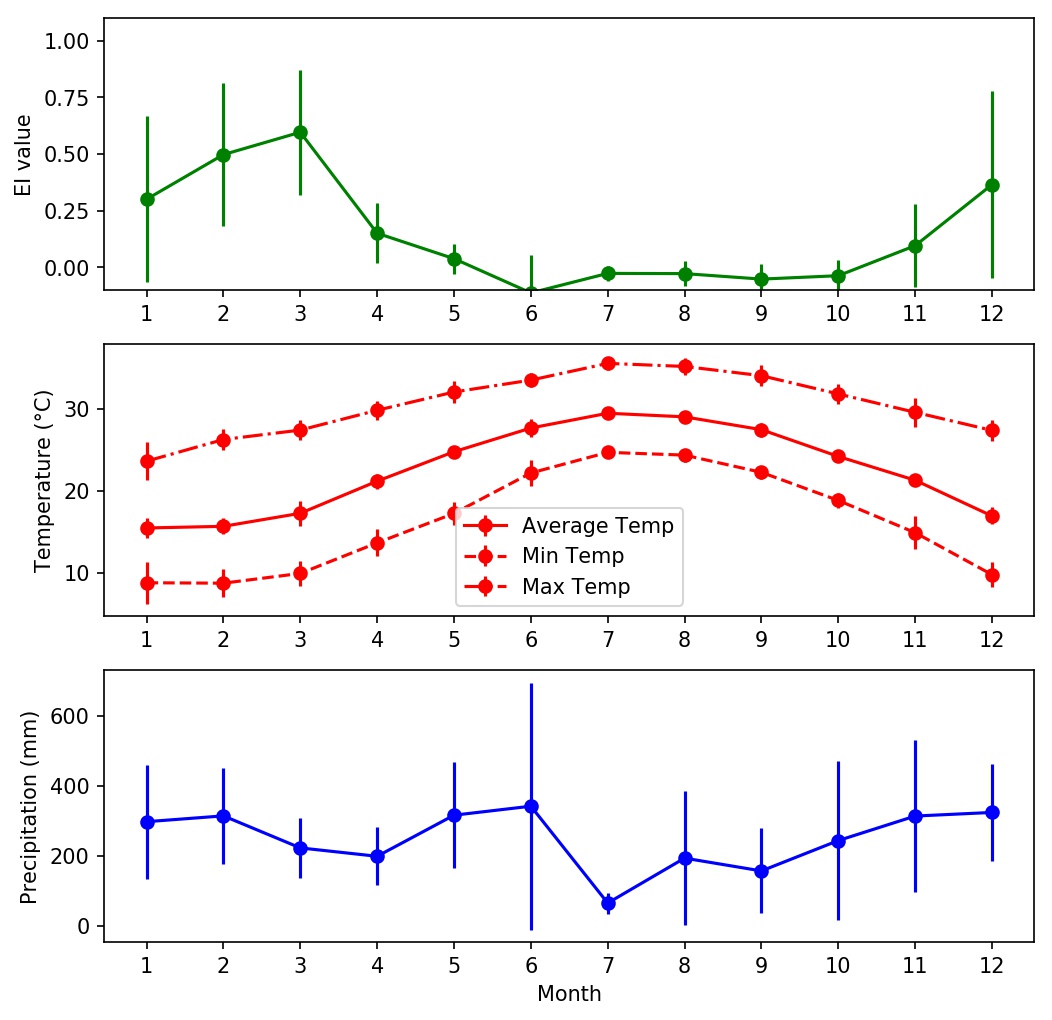 1.00
0.75
0.50
0.25
0.00
EI value
1 2 3 4 5 6 7 8 9 10 11 12
30
20
10
Temperature (°C)
Average Temp
Min Temp
Max Temp
1 2 3 4 5 6 7 8 9 10 11 12
600
400
200
0
Precipitation (mm)
1 2 3 4 5 6 7 8 9 10 11 12
Month